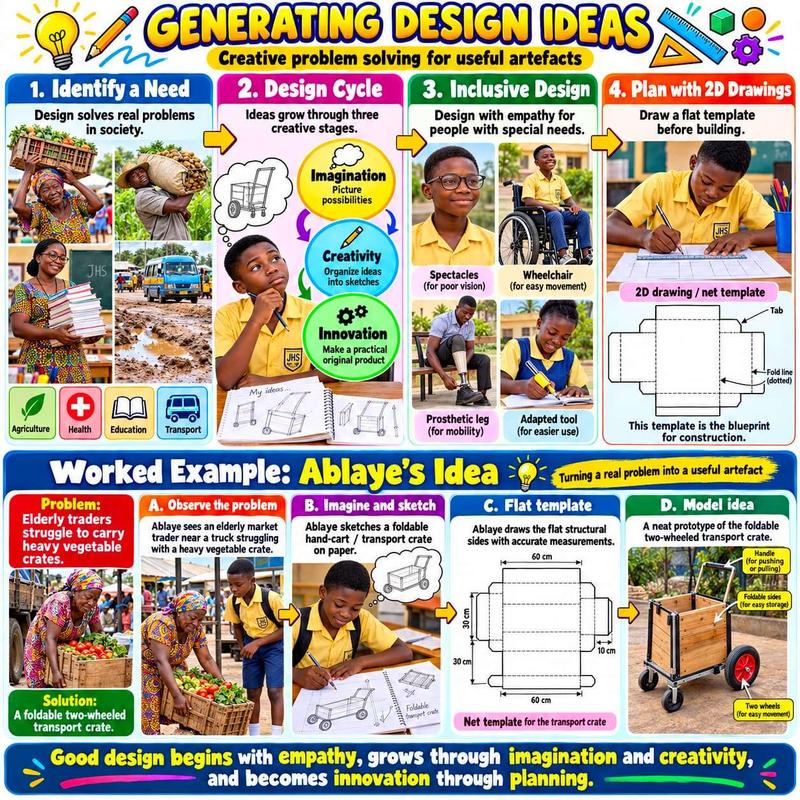 GENERATING DESIGN IDEAS
Creative problem solving for useful artefacts
1. Identify a Need
Design solves real problems
in society.
JHS
Agriculture
Health
Education
Transport
2. Design Cycle
Ideas grow through three
creative stages.
Imagination
Picture
possibilities
Creativity
Organize ideas
into sketches
Innovation
Make a practical
original product
JHS
My ideas...
3. Inclusive Design
Design with empathy for
people with special needs.
Spectacles
(for poor vision)
JHS
Wheelchair
(for easy movement)
Prosthetic leg
(for mobility)
Adapted tool
(for easier use)
4. Plan with 2D Drawings
Draw a flat template
before building.
JHS
2D drawing / net template
Tab
Fold line
(dotted)
This template is the blueprint
for construction.
Worked Example: Ablaye's Idea
Turning a real problem into a useful artefact
Problem:
Elderly traders
struggle to carry
heavy vegetable
crates.
Solution:
A foldable two-wheeled
transport crate.
A. Observe the problem
Ablaye sees an elderly market
trader near a truck struggling
with a heavy vegetable crate.
B. Imagine and sketch
Ablaye sketches a foldable
hand-cart / transport crate
on paper.
Foldable
transport crate
C. Flat template
Ablaye draws the flat structural
sides with accurate measurements.
60 cm
30 cm
10 cm
30 cm
60 cm
Net template for the transport crate
D. Model idea
A neat prototype of the foldable
two-wheeled transport crate.
Handle
(for pushing
or pulling)
Foldable sides
(for easy storage)
Two wheels
(for easy movement)
Good design begins with empathy, grows through imagination and creativity,
and becomes innovation through planning.